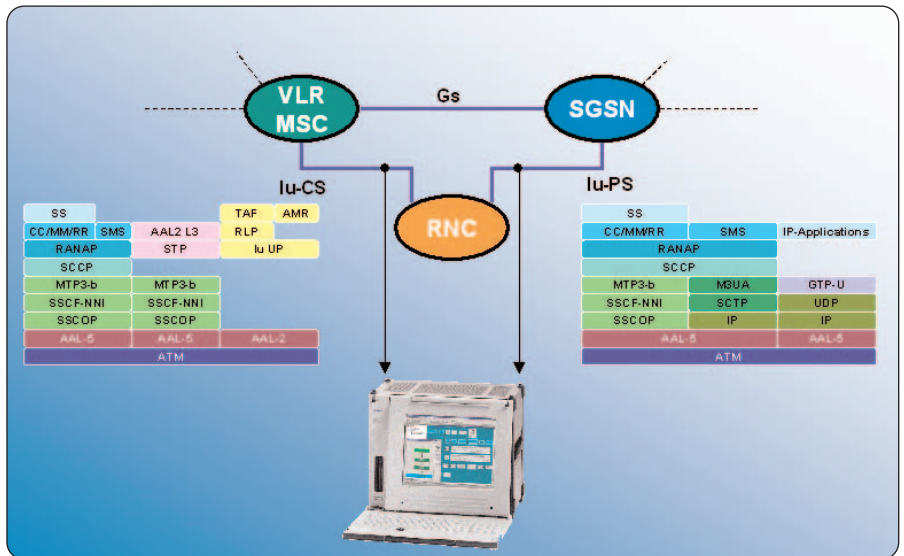 VLR
MSC
Gs
SGSN
Iu-CS
Iu-PS
RNC
SS
TAF
AMR
CC/MM/RR
SMS
AAL2 L3
RLP
RANAP
STP
Iu UP
SCCP
MTP3-b
MTP3-b
SSCF-NNI
SSCF-NNI
SSCOP
SSCOP
AAL-5
AAL-5
AAL-2
ATM
SS
CC/MM/RR
SMS
IP-Applications
RANAP
SCCP
MTP3-b
M3UA
GTP-U
SSCF-NNI
SCTP
UDP
SSCOP
IP
IP
AAL-5
AAL-5
ATM